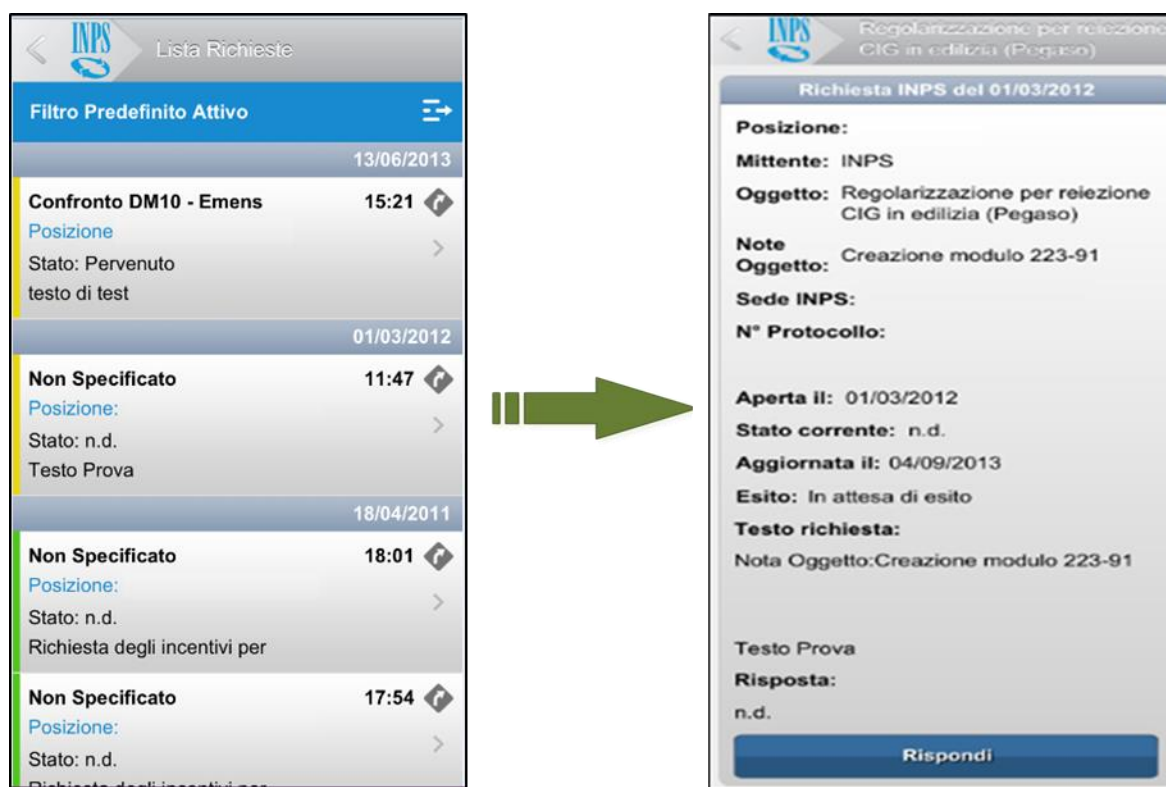 INPS
Lista Richieste
Filtro Predefinito Attivo
13/06/2013
Confronto DM10 - Emens 15:21
Posizione
Stato: Pervenuto
testo di test
01/03/2012
Non Specificato 11:47
Posizione:
Stato: n.d.
Testo Prova
18/04/2011
Non Specificato 18:01
Posizione:
Stato: n.d.
Richiesta degli incentivi per
Non Specificato 17:54
Posizione:
Stato: n.d.
Richiesta degli incentivi per
INPS
Regolarizzazione per reiezione
CIG in edilizia (Pegaso)
Richiesta INPS del 01/03/2012
Posizione:
Mittente: INPS
Oggetto: Regolarizzazione per reiezione
CIG in edilizia (Pegaso)
Note
Oggetto: Creazione modulo 223-91
Sede INPS:
N° Protocollo:
Aperta il: 01/03/2012
Stato corrente: n.d.
Aggiornata il: 04/09/2013
Esito: In attesa di esito
Testo richiesta:
Nota Oggetto:Creazione modulo 223-91
Testo Prova
Risposta:
n.d.
Rispondi